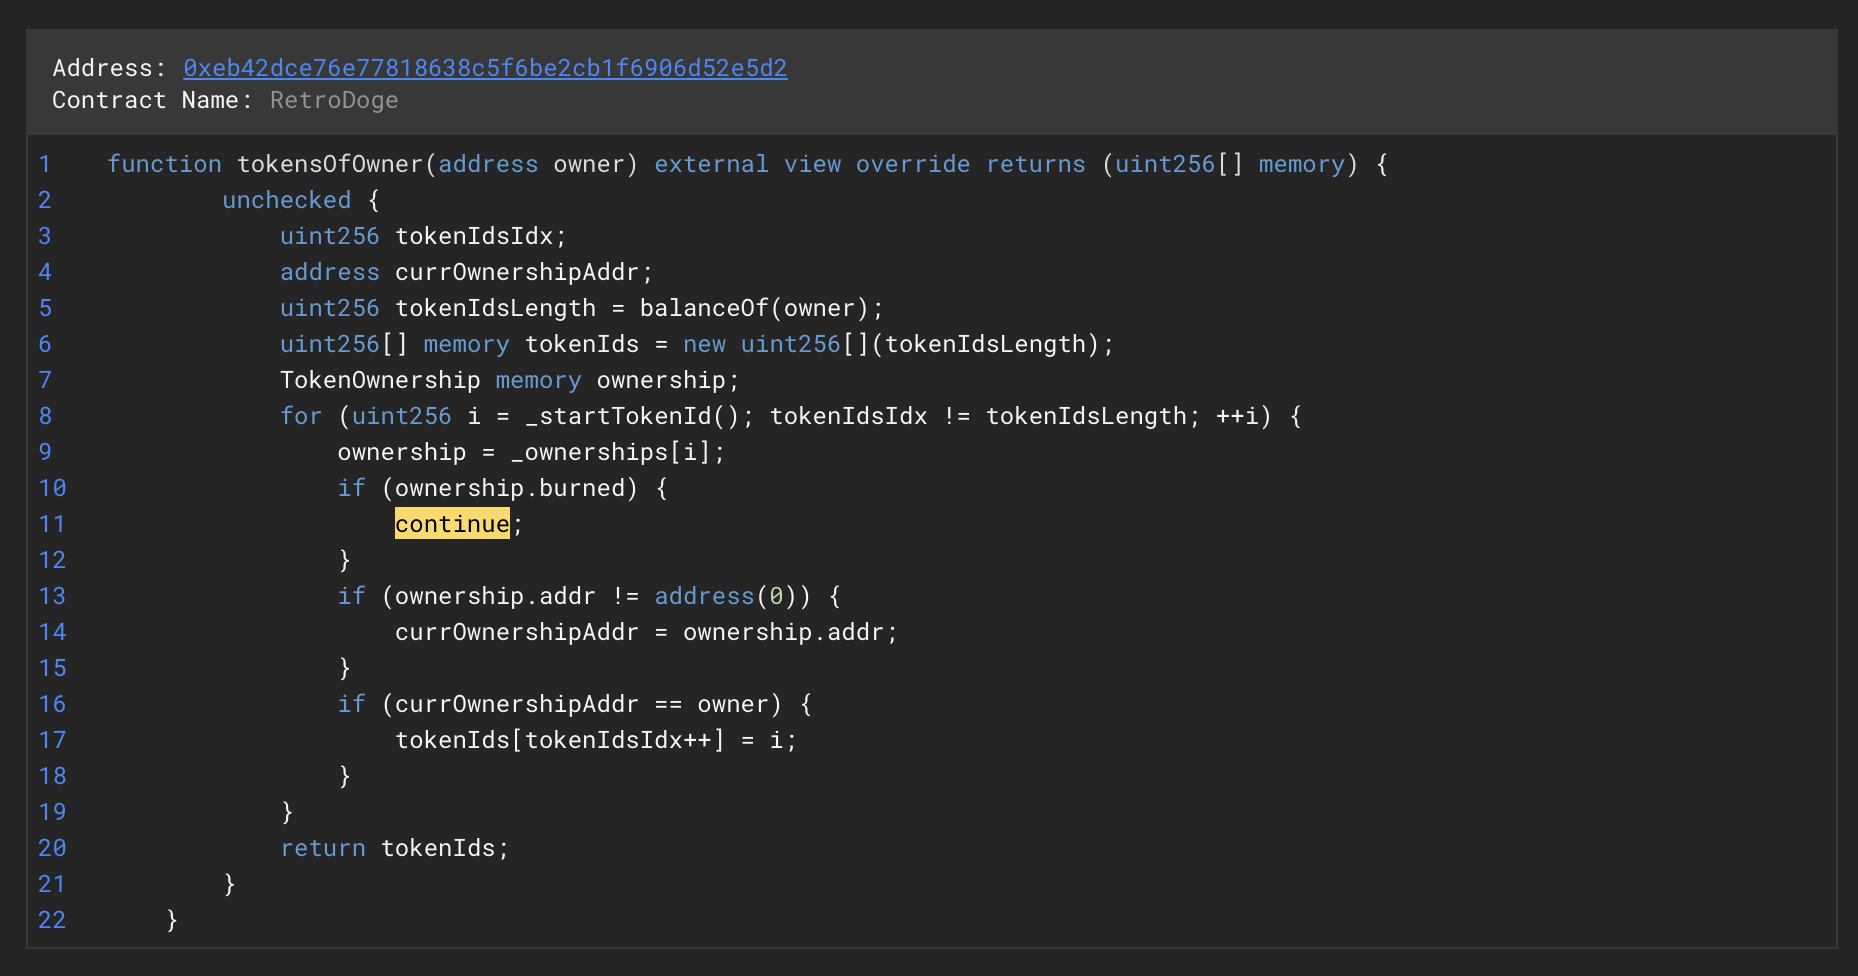 Address: 0xeb42dce76e77818638c5f6be2cb1f6906d52e5d2
Contract Name: RetroDoge
1 function tokensOfOwner(address owner) external view override returns (uint256[] memory) {
2 unchecked {
3 uint256 tokenIdsIdx;
4 address currOwnershipAddr;
5 uint256 tokenIdsLength = balanceOf(owner);
6 uint256[] memory tokenIds = new uint256[](tokenIdsLength);
7 TokenOwnership memory ownership;
8 for (uint256 i = _startTokenId(); tokenIdsIdx != tokenIdsLength; ++i) {
9 ownership = _ownerships[i];
10 if (ownership.burned) {
11 continue;
12 }
13 if (ownership.addr != address(0)) {
14 currOwnershipAddr = ownership.addr;
15 }
16 if (currOwnershipAddr == owner) {
17 tokenIds[tokenIdsIdx++] = i;
18 }
19 }
20 return tokenIds;
21 }
22 }